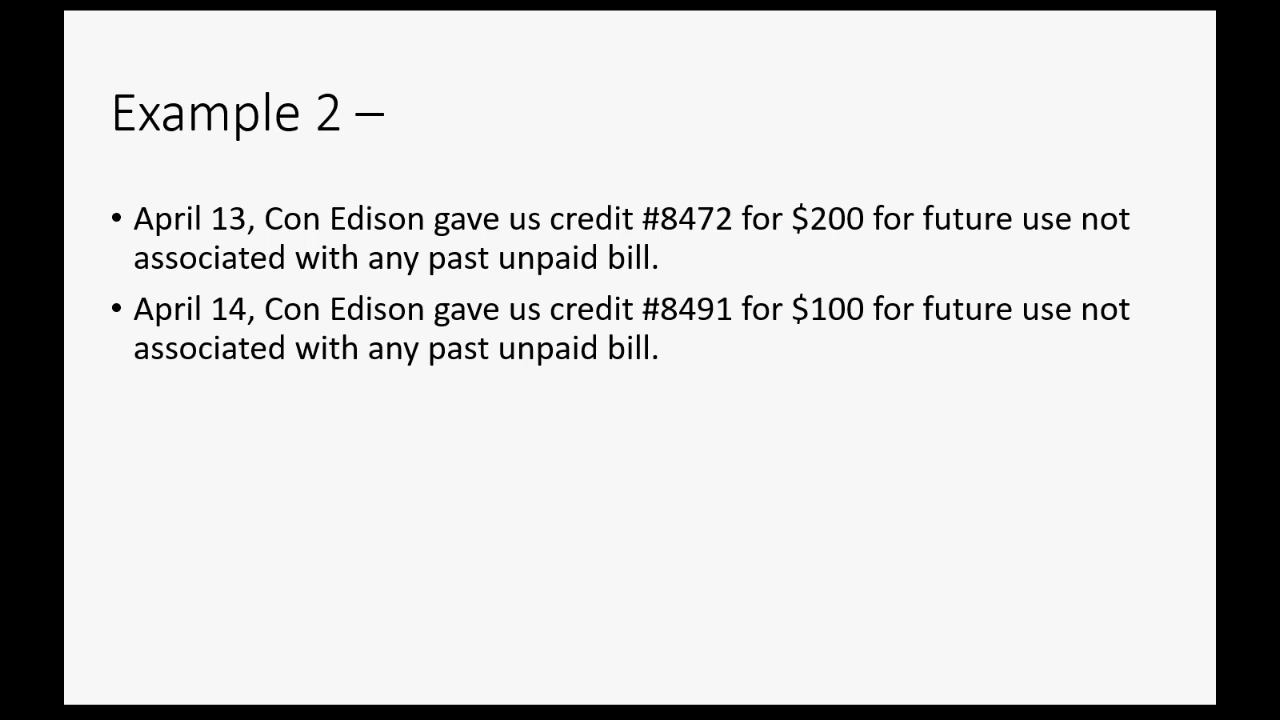 Example 2 –
• April 13, Con Edison gave us credit #8472 for $200 for future use not
associated with any past unpaid bill.
• April 14, Con Edison gave us credit #8491 for $100 for future use not
associated with any past unpaid bill.